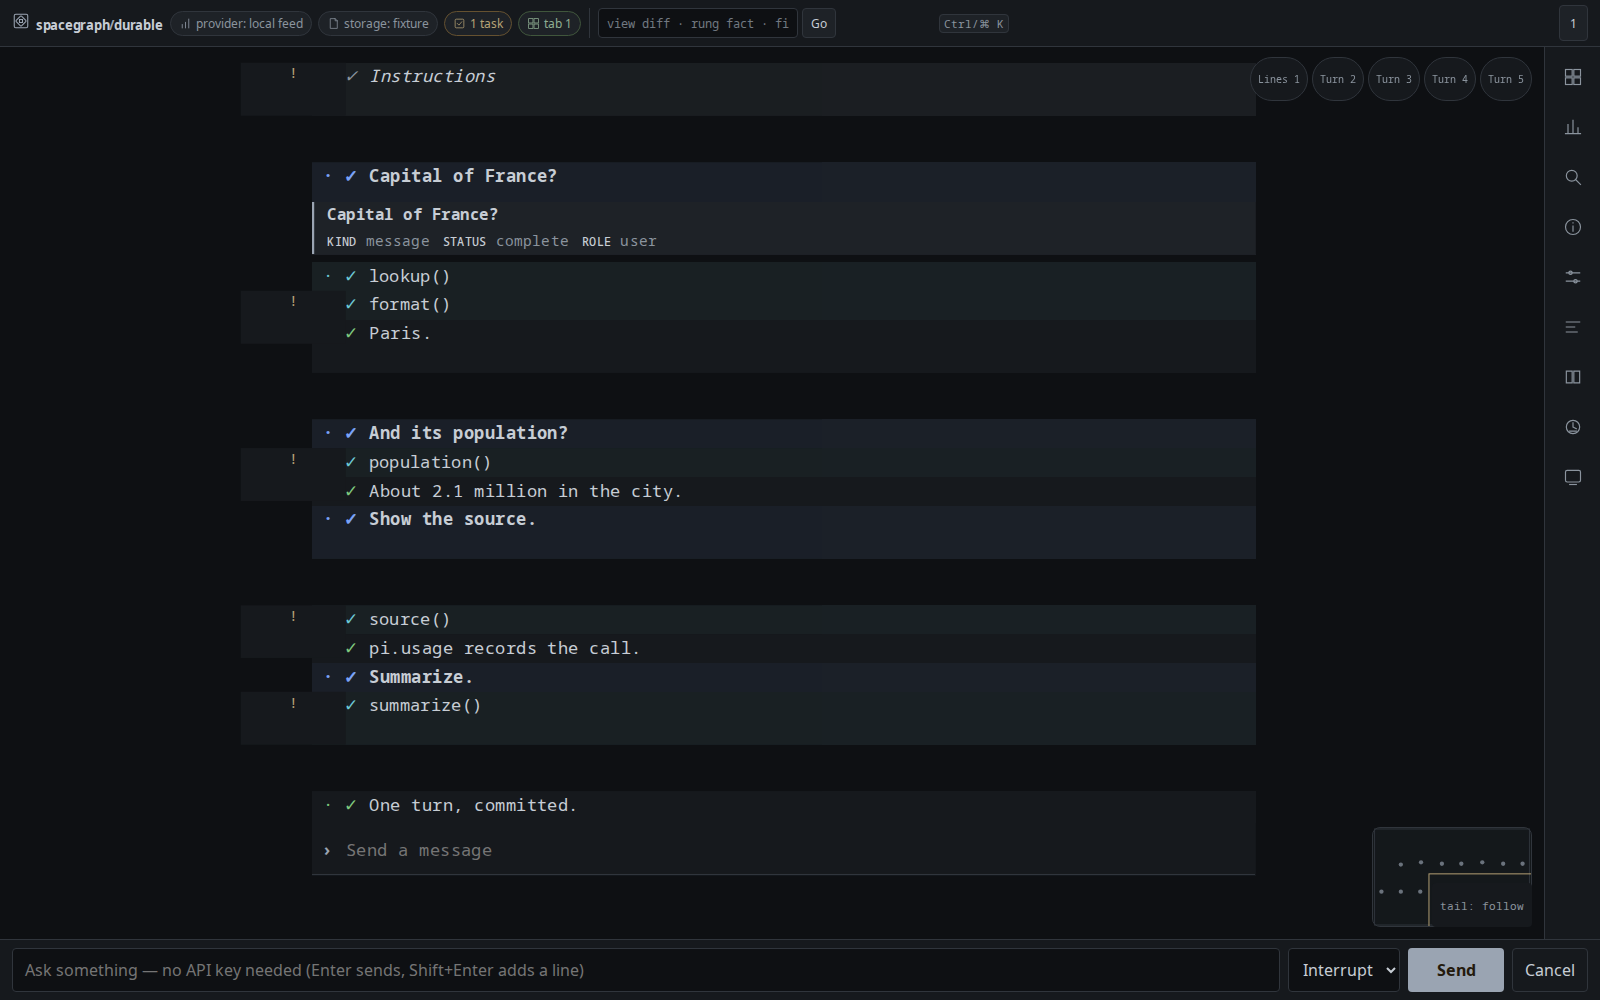 spacegraph/durable provider: local feed storage: fixture 1 task tab 1 view diff · rung fact · fi Go Ctrl/⌘ K 1
! ✓ Instructions
Lines 1 Turn 2 Turn 3 Turn 4 Turn 5
· ✓ Capital of France?
Capital of France?
KIND message STATUS complete ROLE user
· ✓ lookup()
! ✓ format()
✓ Paris.
· ✓ And its population?
! ✓ population()
✓ About 2.1 million in the city.
· ✓ Show the source.
! ✓ source()
✓ pi.usage records the call.
· ✓ Summarize.
! ✓ summarize()
· ✓ One turn, committed.
› Send a message
tail: follow
Ask something — no API key needed (Enter sends, Shift+Enter adds a line) Interrupt Send Cancel